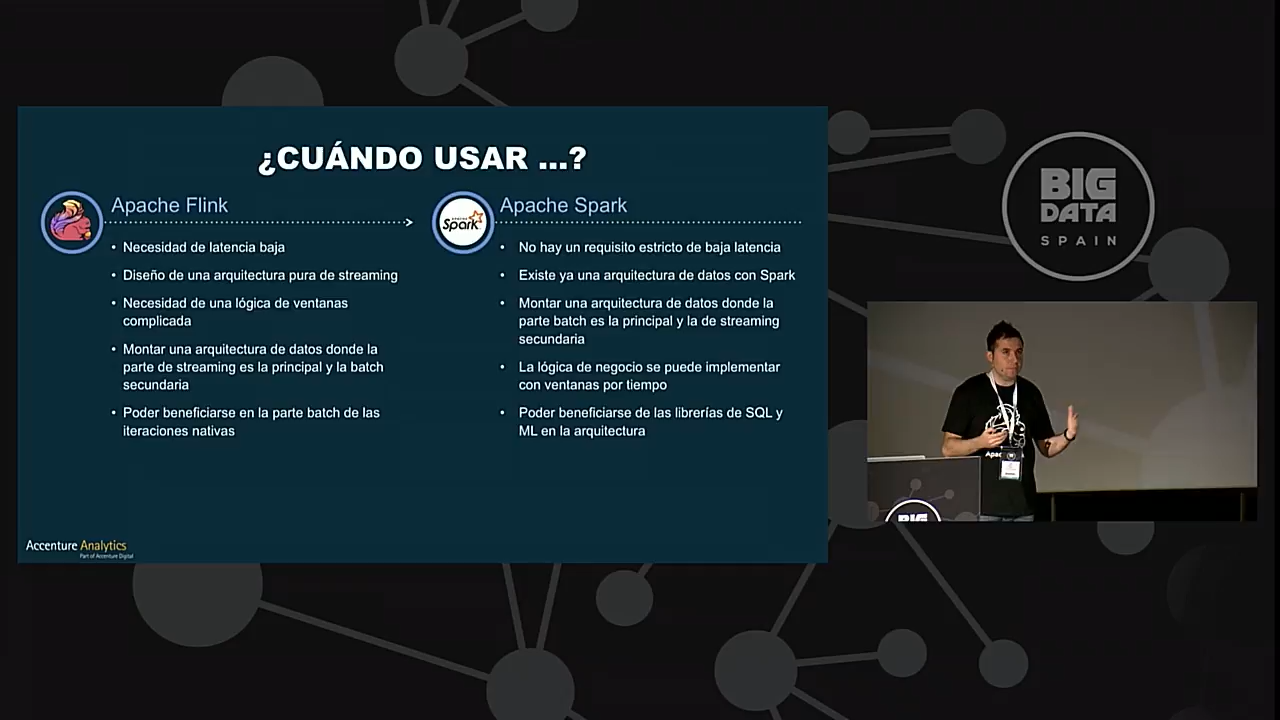 ¿CUÁNDO USAR ...?
Apache Flink
• Necesidad de latencia baja
• Diseño de una arquitectura pura de streaming
• Necesidad de una lógica de ventanas
complicada
• Montar una arquitectura de datos donde la
parte de streaming es la principal y la batch
secundaria
• Poder beneficiarse en la parte batch de las
iteraciones nativas
APACHE
Spark
Apache Spark
• No hay un requisito estricto de baja latencia
• Existe ya una arquitectura de datos con Spark
• Montar una arquitectura de datos donde la
parte batch es la principal y la de streaming
secundaria
• La lógica de negocio se puede implementar
con ventanas por tiempo
• Poder beneficiarse de las librerías de SQL y
ML en la arquitectura
Accenture Analytics
Part of Accenture Digital
BIG
DATA
SPAIN
Apac
BIG